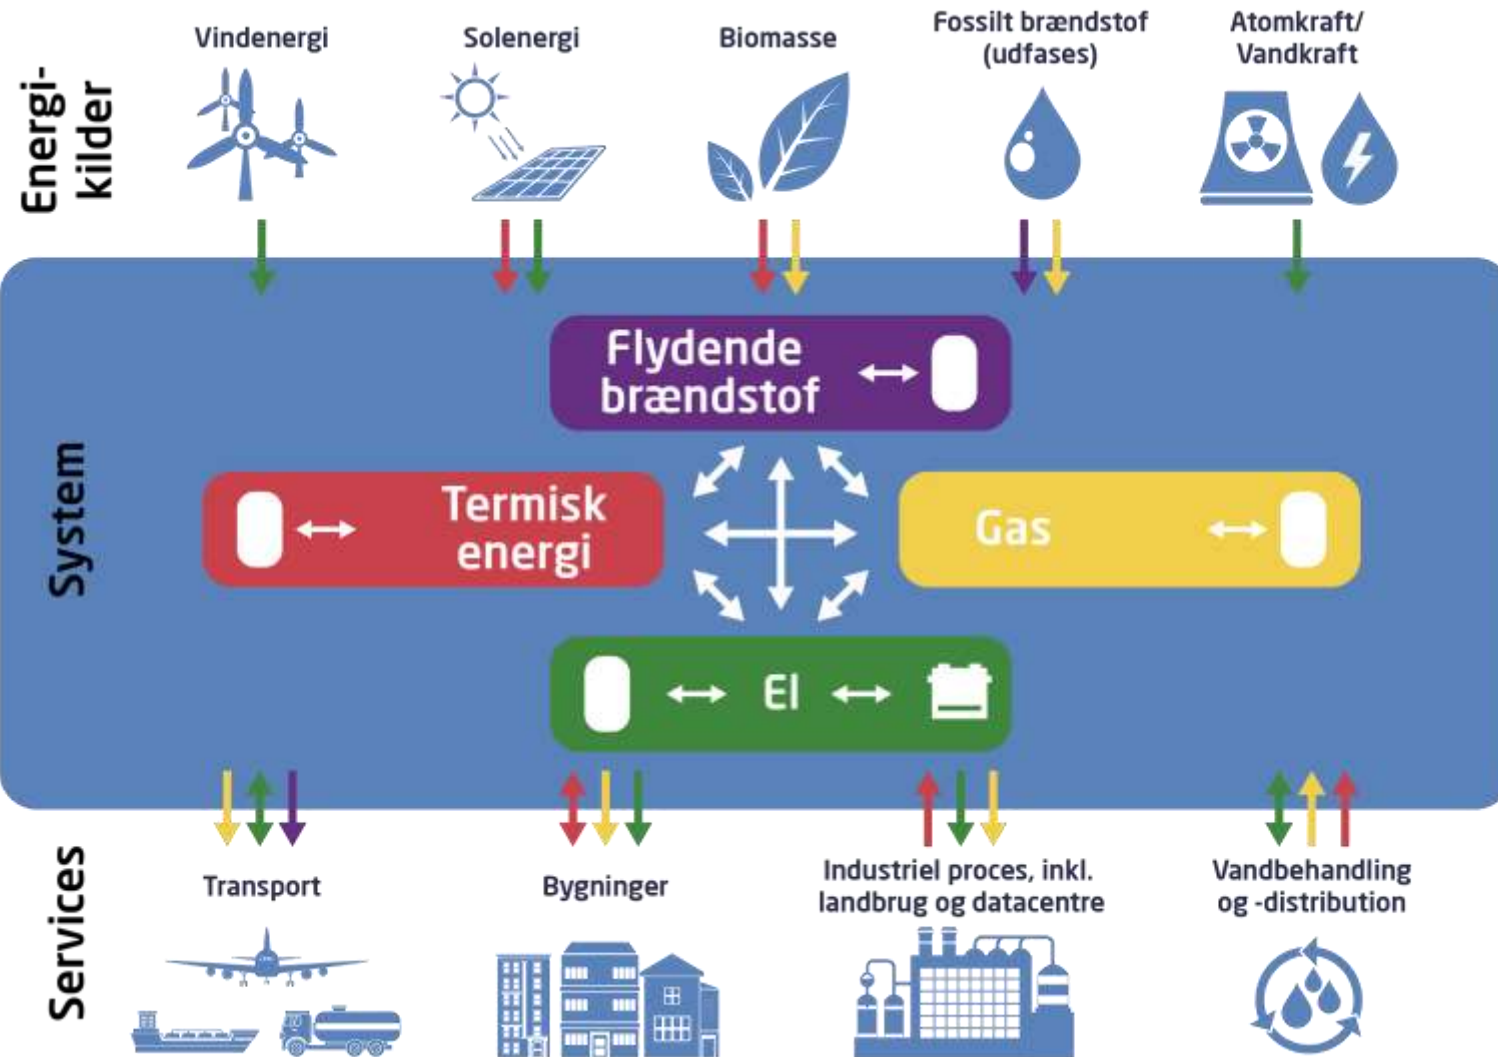 Energi-
kilder
Vindenergi
Solenergi
Biomasse
Fossilt brændstof
(udfases)
Atomkraft/
Vandkraft
System
Flydende
brændstof
Termisk
energi
Gas
El
Services
Transport
Bygninger
Industriel proces, inkl.
landbrug og datacentre
Vandbehandling
og -distribution